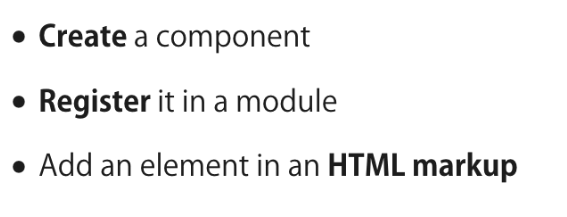 • Create a component
• Register it in a module
• Add an element in an HTML markup